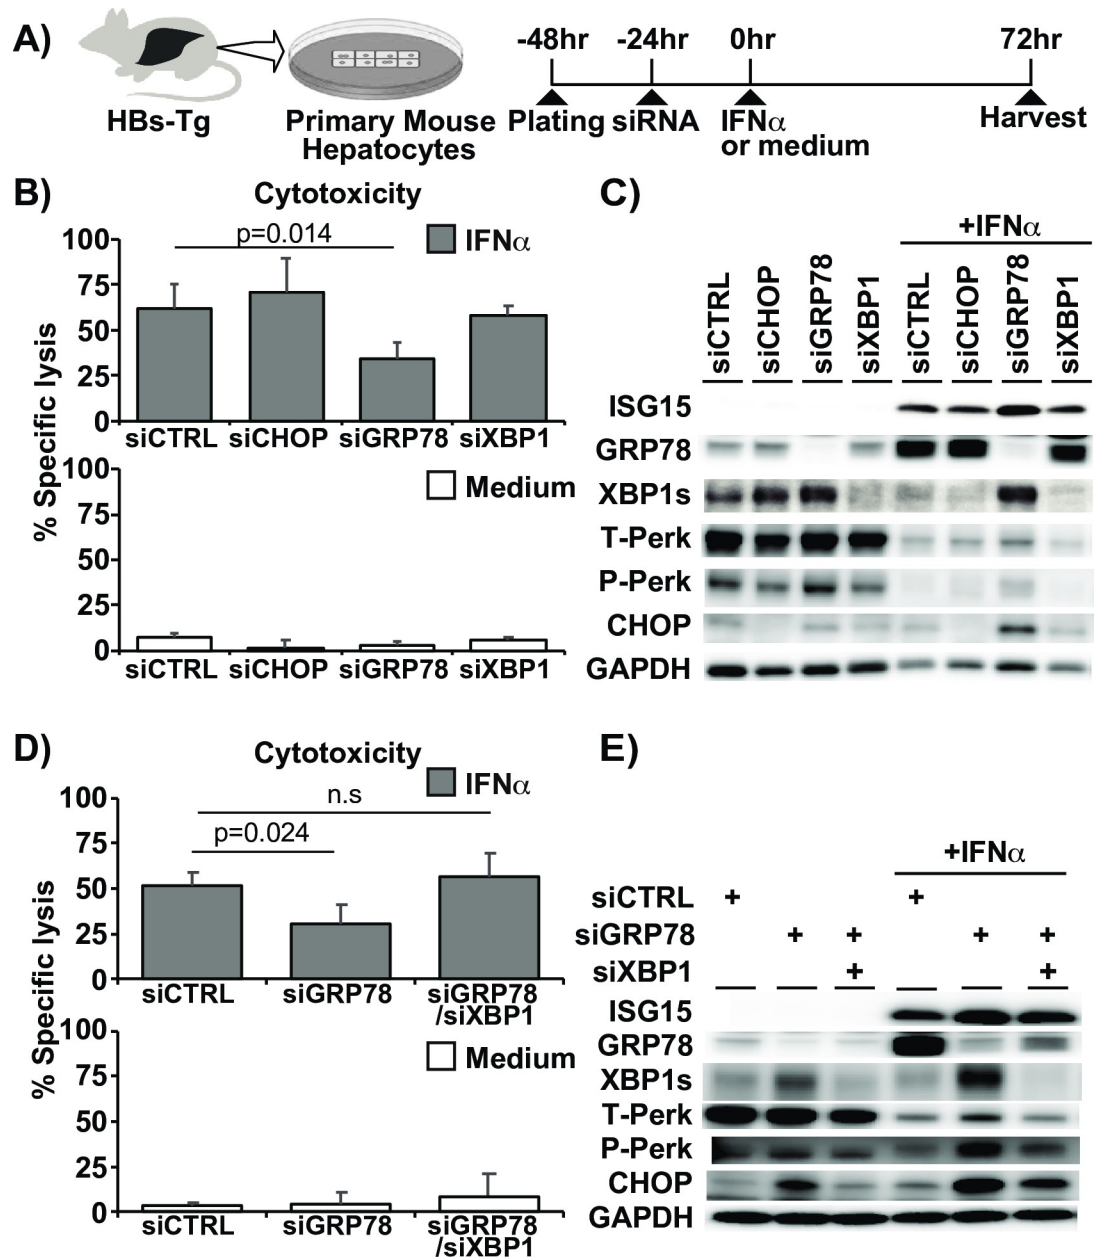 A)
-48hr -24hr 0hr 72hr
HBs-Tg
Primary Mouse
Hepatocytes
Plating siRNA IFNα
or medium
Harvest
B)
Cytotoxicity
p=0.014
IFNα
% Specific lysis
100
75
50
25
0
siCTRL siCHOP siGRP78 siXBP1
100
75
50
25
0
Medium
siCTRL siCHOP siGRP78 siXBP1
C)
+IFNα
siCTRL siCHOP siGRP78 siXBP1 siCTRL siCHOP siGRP78 siXBP1
ISG15
GRP78
XBP1s
T-Perk
P-Perk
CHOP
GAPDH
D)
Cytotoxicity
IFNα
n.s
p=0.024
% Specific lysis
100
75
50
25
0
siCTRL siGRP78 siGRP78
/siXBP1
100
75
50
25
0
Medium
siCTRL siGRP78 siGRP78
/siXBP1
E)
+IFNα
siCTRL + +
siGRP78 + + + +
siXBP1 + +
ISG15
GRP78
XBP1s
T-Perk
P-Perk
CHOP
GAPDH